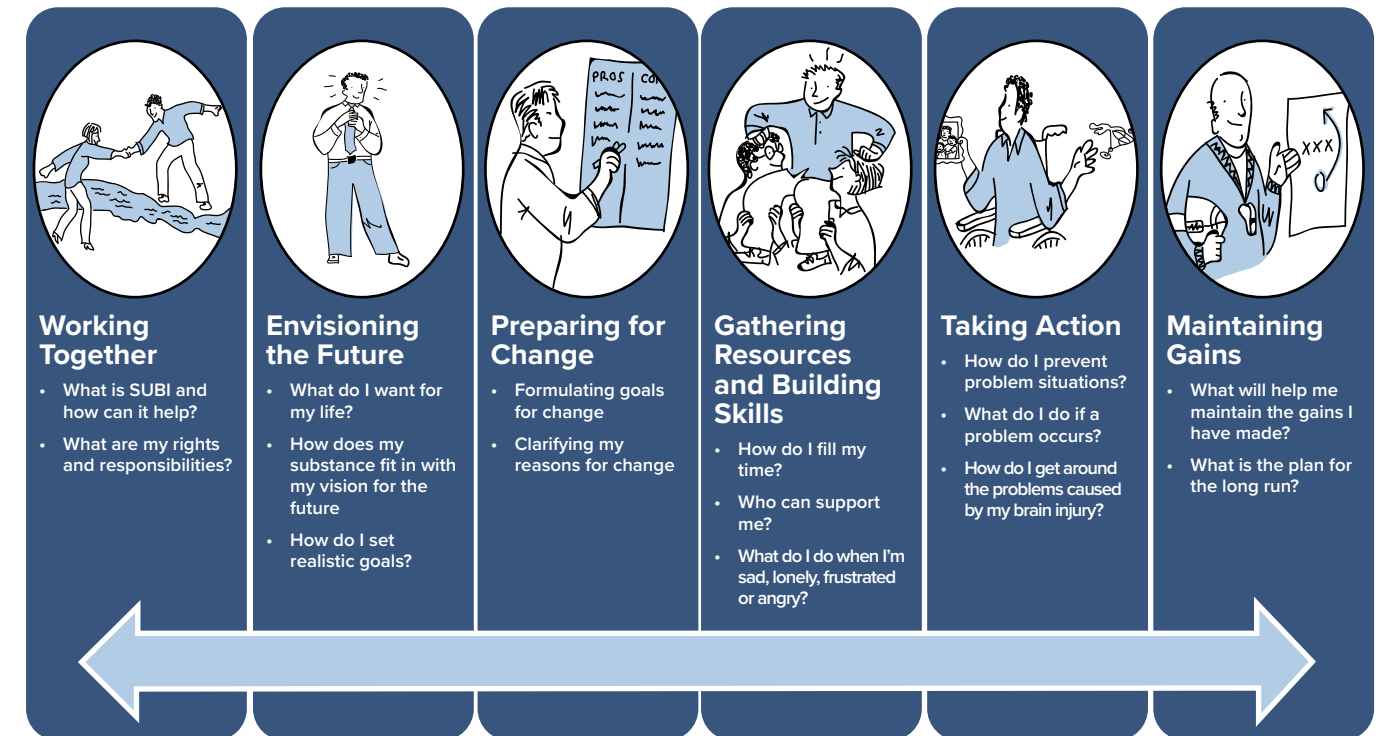 PROS
CO
XXX
O
Working
Together
• What is SUBI and
how can it help?
• What are my rights
and responsibilities?
Envisioning
the Future
• What do I want for
my life?
• How does my
substance fit in with
my vision for the
future
• How do I set
realistic goals?
Preparing for
Change
• Formulating goals
for change
• Clarifying my
reasons for change
Gathering
Resources
and Building
Skills
• How do I fill my
time?
• Who can support
me?
• What do I do when I'm
sad, lonely, frustrated
or angry?
Taking Action
• How do I prevent
problem situations?
• What do I do if a
problem occurs?
• How do I get around
the problems caused
by my brain injury?
Maintaining
Gains
• What will help me
maintain the gains I
have made?
• What is the plan for
the long run?